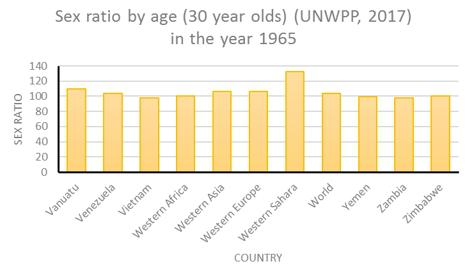 Sex ratio by age (30 year olds) (UNWPP, 2017)
in the year 1965
SEX RATIO
140
120
100
80
60
40
20
0
Vanuatu
Venezuela
Vietnam
Western Africa
Western Asia
Western Europe
Western Sahara
World
Yemen
Zambia
Zimbabwe
COUNTRY